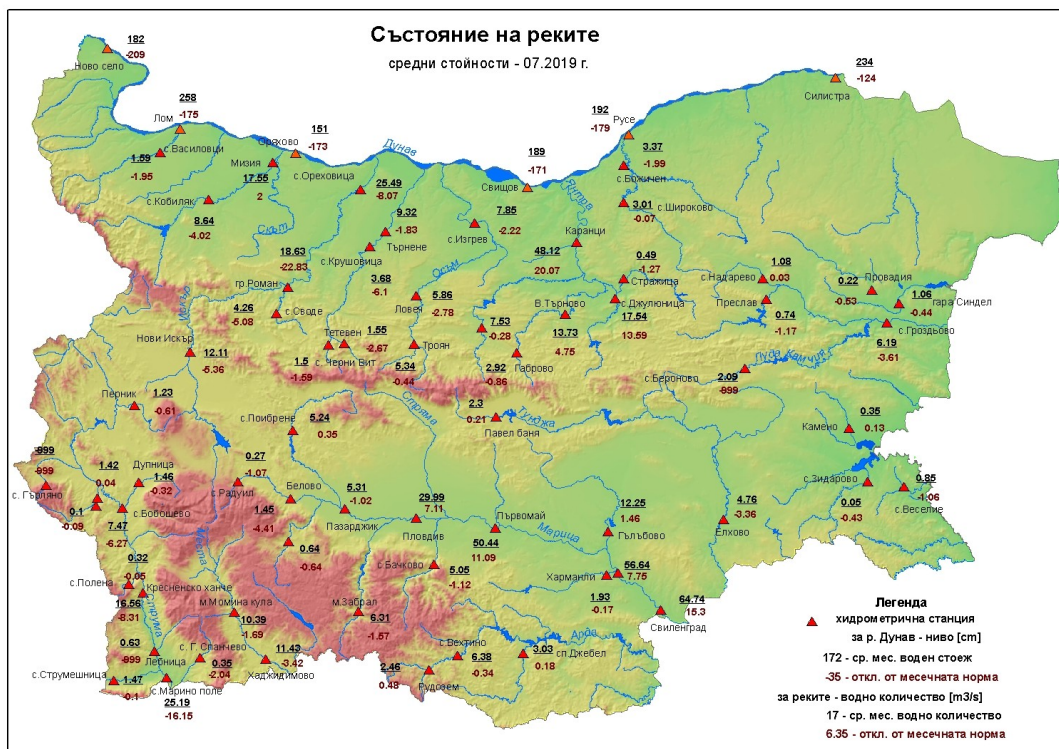 Състояние на реките
средни стойности - 07.2019 г.
182
-209
Ново село
234
-124
Силистра
258
-175
Лом
192
-179
Русе
151
-173
Оряхово
Дунав
189
-171
Свищов
с.Василовци
1.59
-1.95
Мизия
17.55
2
с.Ореховица
25.49
-8.07
3.37
-1.99
с.Божичен
с.Кобиляк
8.64
-4.02
Скът
9.32
-1.83
Търнене
7.85
-2.22
с.Изгрев
Янтра
3.01
-0.07
с.Широково
Каранци
48.12
20.07
18.63
-22.83
с.Крушовица
гр.Роман
3.68
-6.1
Осъм
0.49
-1.27
Стражица
1.08
0.03
с.Надарево
0.22
-0.53
Провадия
4.26
-5.08
с.Своде
Ловеч
5.86
-2.78
В.Търново
с.Джулюница
17.54
13.59
Преслав
0.74
-1.17
1.06
-0.44
гара Синдел
Искър
Нови Искър
12.11
-5.36
Тетевен
1.55
-2.67
с. Черни Вит
1.5
-1.59
Троян
5.34
-0.44
7.53
-0.28
13.73
4.75
Габрово
2.92
-0.86
с.Гроздьово
6.19
-3.61
Луда Камчия
с.Бероново
2.09
-999
Перник
1.23
-0.61
с.Поибрене
5.24
0.35
Стряма
2.3
0.21
Павел баня
Тунджа
0.35
0.13
Камено
-999
-999
с. Гърляно
1.42
0.04
Дупница
1.46
-0.32
0.27
-1.07
с.Радуил
Белово
1.45
-4.41
5.31
-1.02
Пазарджик
29.99
7.11
Пловдив
Първомай
50.44
11.09
Марица
12.25
1.46
Гълъбово
4.76
-3.36
Елхово
с.Зидарово
0.05
-0.43
0.85
-1.06
с.Веселие
0.1
-0.09
с.Бобошево
7.47
-6.27
0.64
-0.64
0.32
-0.05
с.Полена
Кресненско ханче
16.56
-8.31
Струма
Места
м.Момина кула
10.39
-1.69
м.Забрал
6.31
-1.57
с.Бачково
5.05
-1.12
Харманли
56.64
7.75
1.93
-0.17
64.74
15.3
Свиленград
0.63
-999
Лебница
с. Г. Спанчево
0.35
-2.04
11.43
-3.42
Хаджидимово
2.46
0.48
Рудозем
с.Вехтино
6.38
-0.34
Арда
3.03
0.18
сп.Джебел
с.Струмешница
1.47
-0.1
с.Марино поле
25.19
-16.15
Легенда
хидрометрична станция
за р. Дунав - ниво [cm]
172 - ср. мес. воден стоеж
-35 - откл. от месечната норма
за реките - водно количество [m3/s]
17 - ср. мес. водно количество
6.35 - откл. от месечната норма